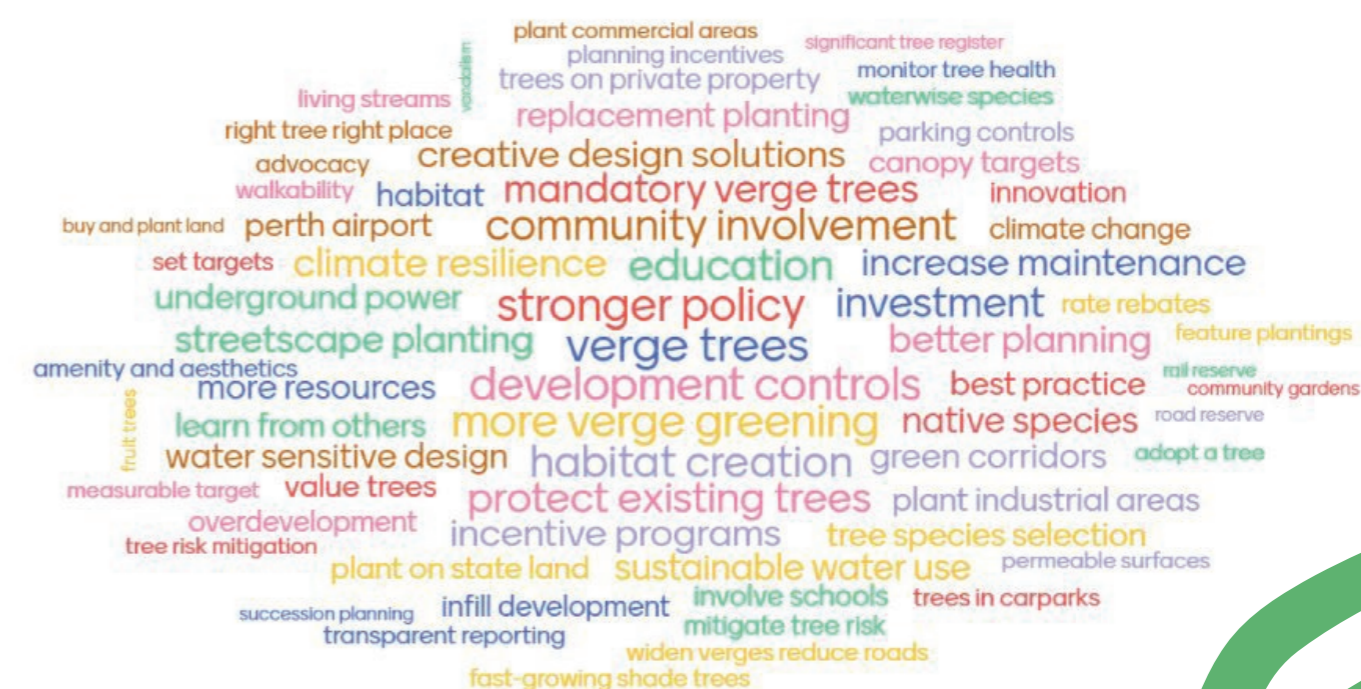 plant commercial areas
significant tree register
planning incentives
vandalism
trees on private property
monitor tree health
living streams
waterwise species
replacement planting
right tree right place
parking controls
advocacy
creative design solutions
canopy targets
walkability
habitat
mandatory verge trees
innovation
buy and plant land
perth airport
community involvement
climate change
set targets
climate resilience
education
increase maintenance
underground power
stronger policy
investment
rate rebates
streetscape planting
verge trees
better planning
feature plantings
amenity and aesthetics
more resources
development controls
best practice
rail reserve
community gardens
fruit trees
learn from others
more verge greening
native species
road reserve
water sensitive design
habitat creation
green corridors
adopt a tree
measurable target
value trees
protect existing trees
plant industrial areas
overdevelopment
incentive programs
tree species selection
tree risk mitigation
plant on state land
sustainable water use
permeable surfaces
succession planning
infill development
involve schools
trees in carparks
transparent reporting
mitigate tree risk
widen verges reduce roads
fast-growing shade trees